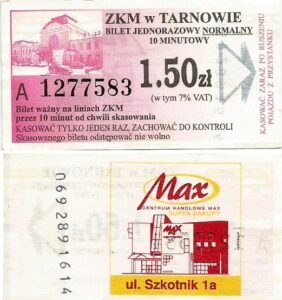 ZKM w TARNOWIE
BILET JEDNORAZOWY NORMALNY
10 MINUTOWY
A 1277583
1.50zł
(w tym 7% VAT)
Bilet ważny na liniach ZKM
przez 10 minut od chwili skasowania
KASOWAĆ TYLKO JEDEN RAZ, ZACHOWAĆ DO KONTROLI
Skasowanego biletu odstępować nie wolno
KASOWAĆ ZARAZ PO RUSZENIU
POJAZDU Z PRZYSTANKU
0692891614
Max
CENTRUM HANDLOWE MAX
SUPER ZAKUPY
MAX
ul. Szkotnik 1a